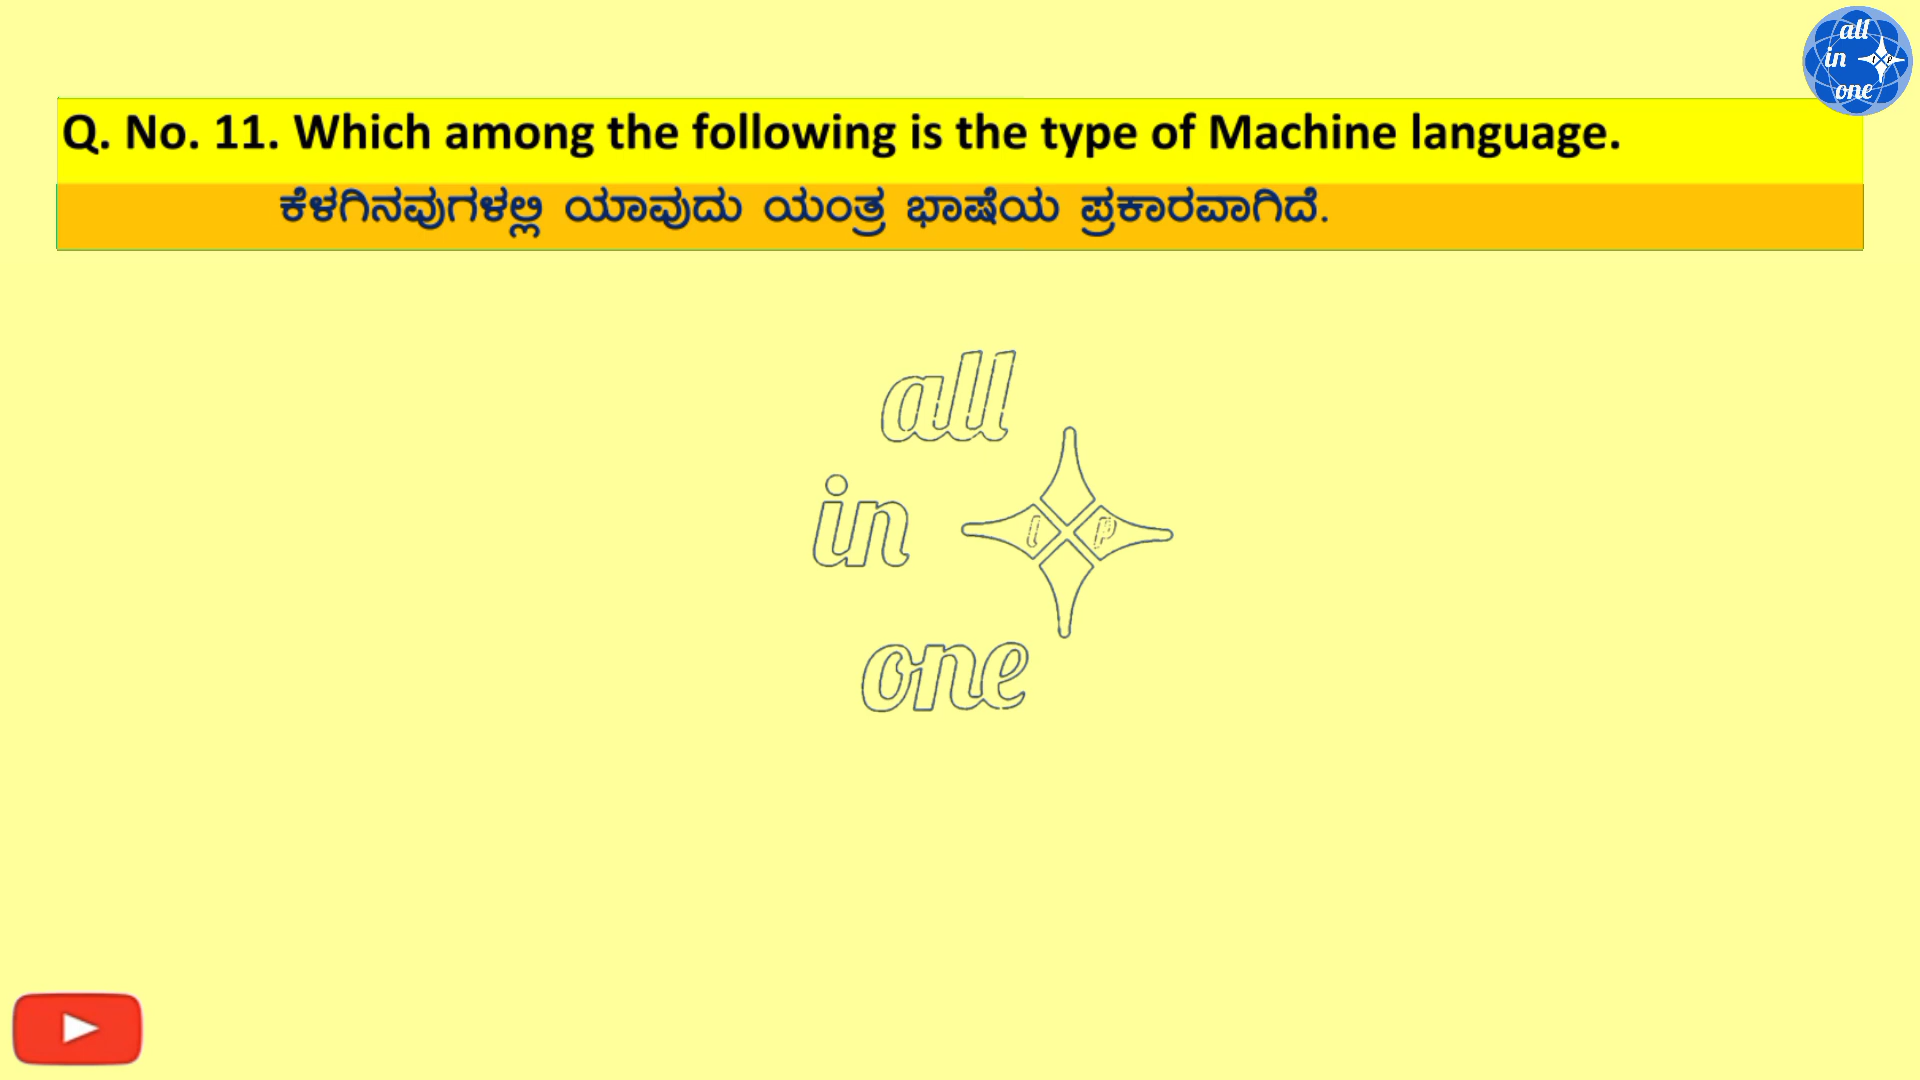 all
in
I P
one
Q. No. 11. Which among the following is the type of Machine language.
ಕೆಳಗಿನವುಗಳಲ್ಲಿ ಯಾವುದು ಯಂತ್ರ ಭಾಷೆಯ ಪ್ರಕಾರವಾಗಿದೆ.
all
in
I P
one